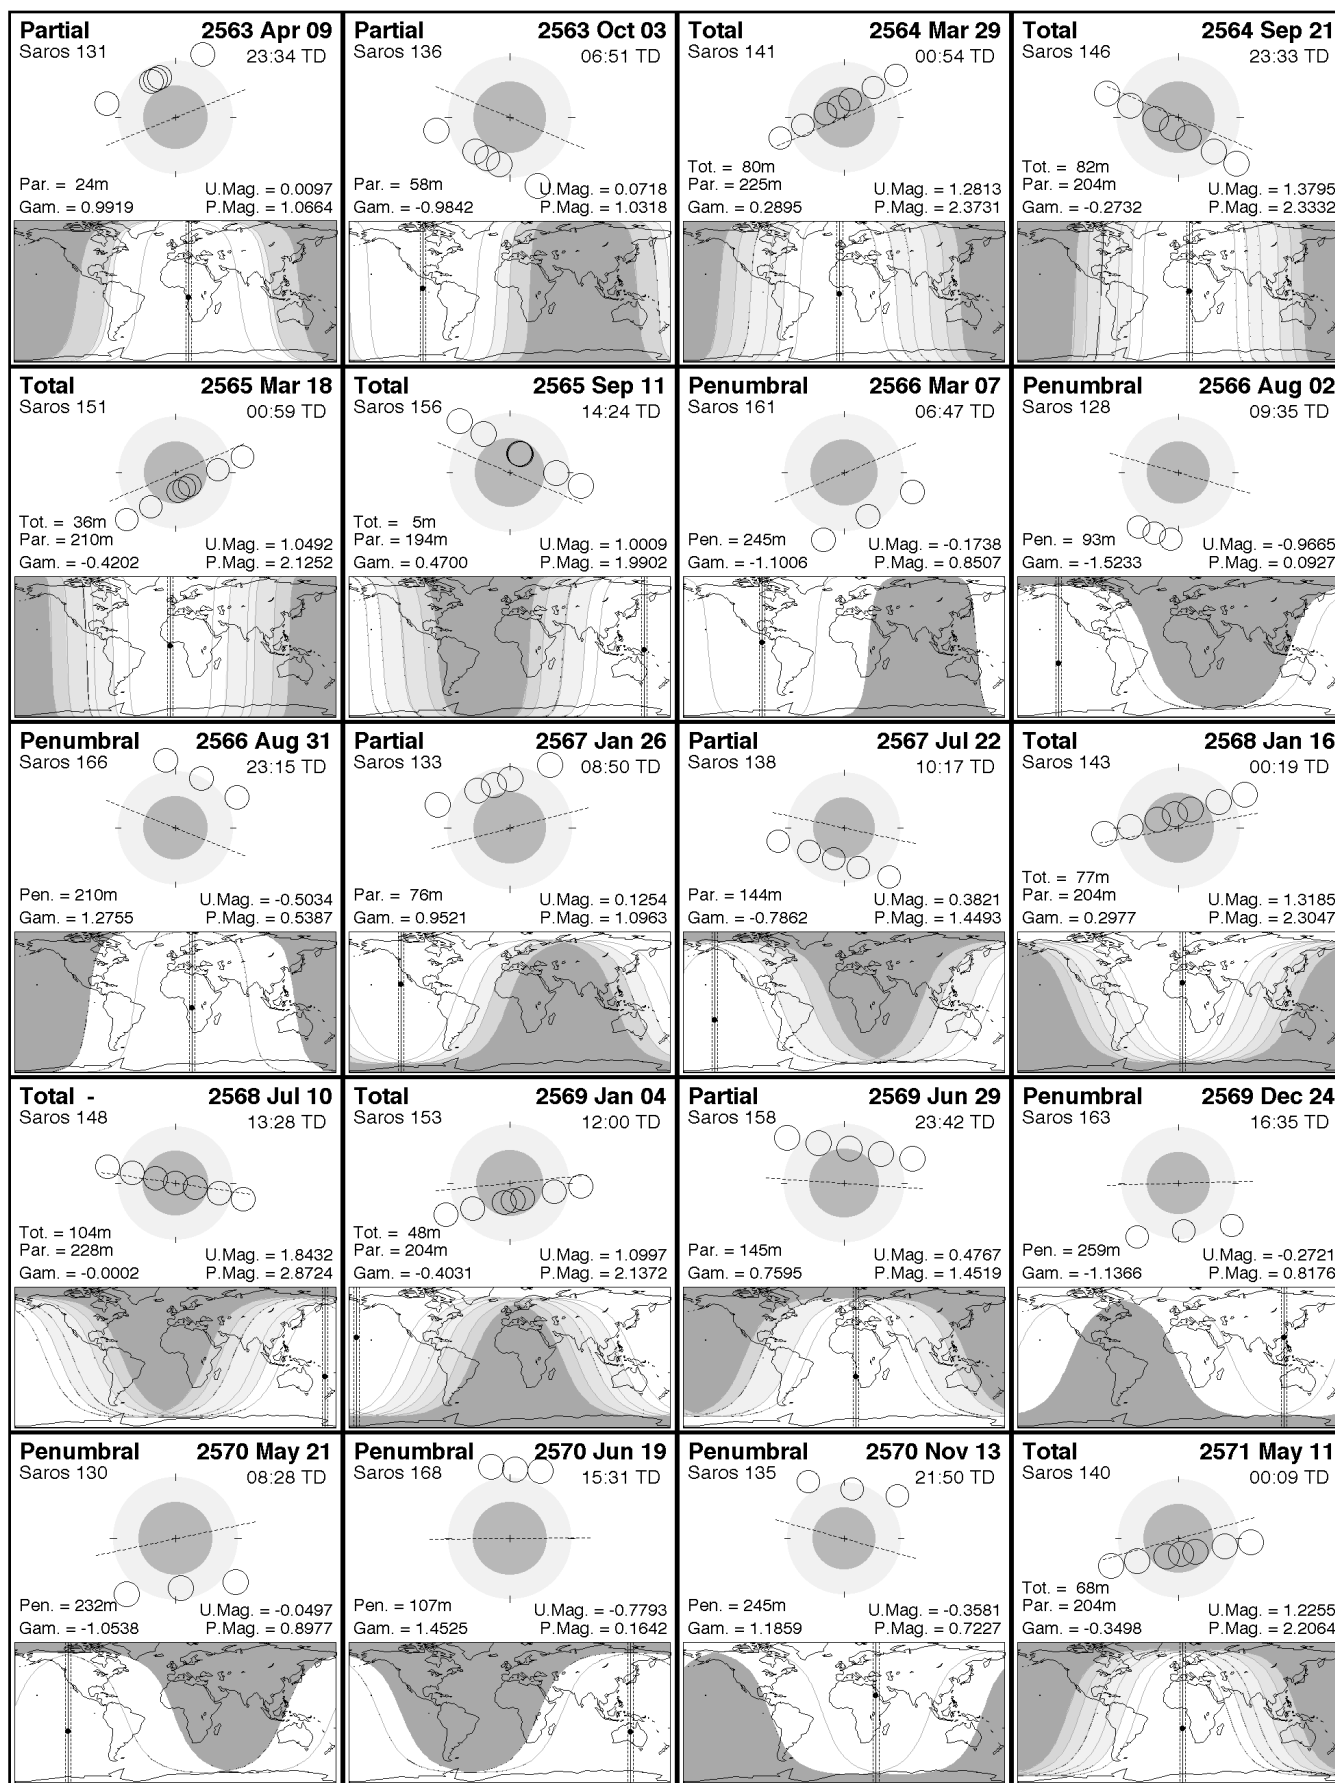 Partial 2563 Apr 09
Saros 131 23:34 TD
Par. = 24m U.Mag. = 0.0097
Gam. = 0.9919 P.Mag. = 1.0664
Partial 2563 Oct 03
Saros 136 06:51 TD
Par. = 58m U.Mag. = 0.0718
Gam. = -0.9842 P.Mag. = 1.0318
Total 2564 Mar 29
Saros 141 00:54 TD
Tot. = 80m
Par. = 225m U.Mag. = 1.2813
Gam. = 0.2895 P.Mag. = 2.3731
Total 2564 Sep 21
Saros 146 23:33 TD
Tot. = 82m
Par. = 204m U.Mag. = 1.3795
Gam. = -0.2732 P.Mag. = 2.3332
Total 2565 Mar 18
Saros 151 00:59 TD
Tot. = 36m
Par. = 210m U.Mag. = 1.0492
Gam. = -0.4202 P.Mag. = 2.1252
Total 2565 Sep 11
Saros 156 14:24 TD
Tot. = 5m
Par. = 194m U.Mag. = 1.0009
Gam. = 0.4700 P.Mag. = 1.9902
Penumbral 2566 Mar 07
Saros 161 06:47 TD
Pen. = 245m U.Mag. = -0.1738
Gam. = -1.1006 P.Mag. = 0.8507
Penumbral 2566 Aug 02
Saros 128 09:35 TD
Pen. = 93m U.Mag. = -0.9665
Gam. = -1.5233 P.Mag. = 0.0927
Penumbral 2566 Aug 31
Saros 166 23:15 TD
Pen. = 210m U.Mag. = -0.5034
Gam. = 1.2755 P.Mag. = 0.5387
Partial 2567 Jan 26
Saros 133 08:50 TD
Par. = 76m U.Mag. = 0.1254
Gam. = 0.9521 P.Mag. = 1.0963
Partial 2567 Jul 22
Saros 138 10:17 TD
Par. = 144m U.Mag. = 0.3821
Gam. = -0.7862 P.Mag. = 1.4493
Total 2568 Jan 16
Saros 143 00:19 TD
Tot. = 77m
Par. = 204m U.Mag. = 1.3185
Gam. = 0.2977 P.Mag. = 2.3047
Total - 2568 Jul 10
Saros 148 13:28 TD
Tot. = 104m
Par. = 228m U.Mag. = 1.8432
Gam. = -0.0002 P.Mag. = 2.8724
Total 2569 Jan 04
Saros 153 12:00 TD
Tot. = 48m
Par. = 204m U.Mag. = 1.0997
Gam. = -0.4031 P.Mag. = 2.1372
Partial 2569 Jun 29
Saros 158 23:42 TD
Par. = 145m U.Mag. = 0.4767
Gam. = 0.7595 P.Mag. = 1.4519
Penumbral 2569 Dec 24
Saros 163 16:35 TD
Pen. = 259m U.Mag. = -0.2721
Gam. = -1.1366 P.Mag. = 0.8176
Penumbral 2570 May 21
Saros 130 08:28 TD
Pen. = 232m U.Mag. = -0.0497
Gam. = -1.0538 P.Mag. = 0.8977
Penumbral 2570 Jun 19
Saros 168 15:31 TD
Pen. = 107m U.Mag. = -0.7793
Gam. = 1.4525 P.Mag. = 0.1642
Penumbral 2570 Nov 13
Saros 135 21:50 TD
Pen. = 245m U.Mag. = -0.3581
Gam. = 1.1859 P.Mag. = 0.7227
Total 2571 May 11
Saros 140 00:09 TD
Tot. = 68m
Par. = 204m U.Mag. = 1.2255
Gam. = -0.3498 P.Mag. = 2.2064